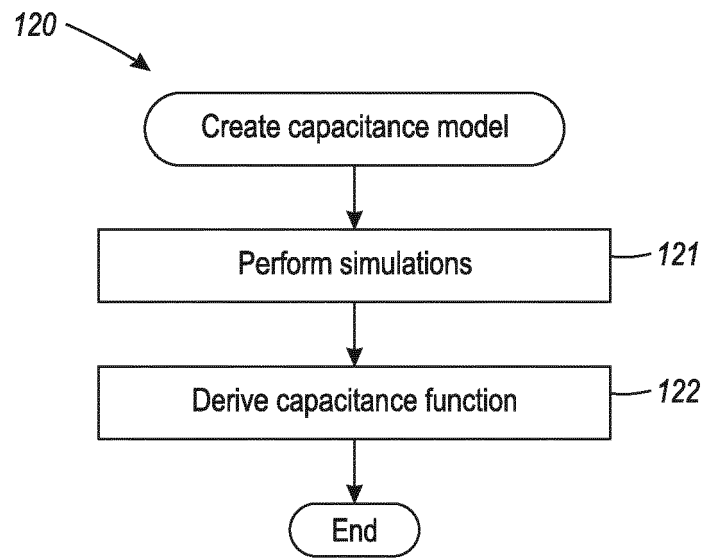 120
Create capacitance model
Perform simulations
121
Derive capacitance function
122
End